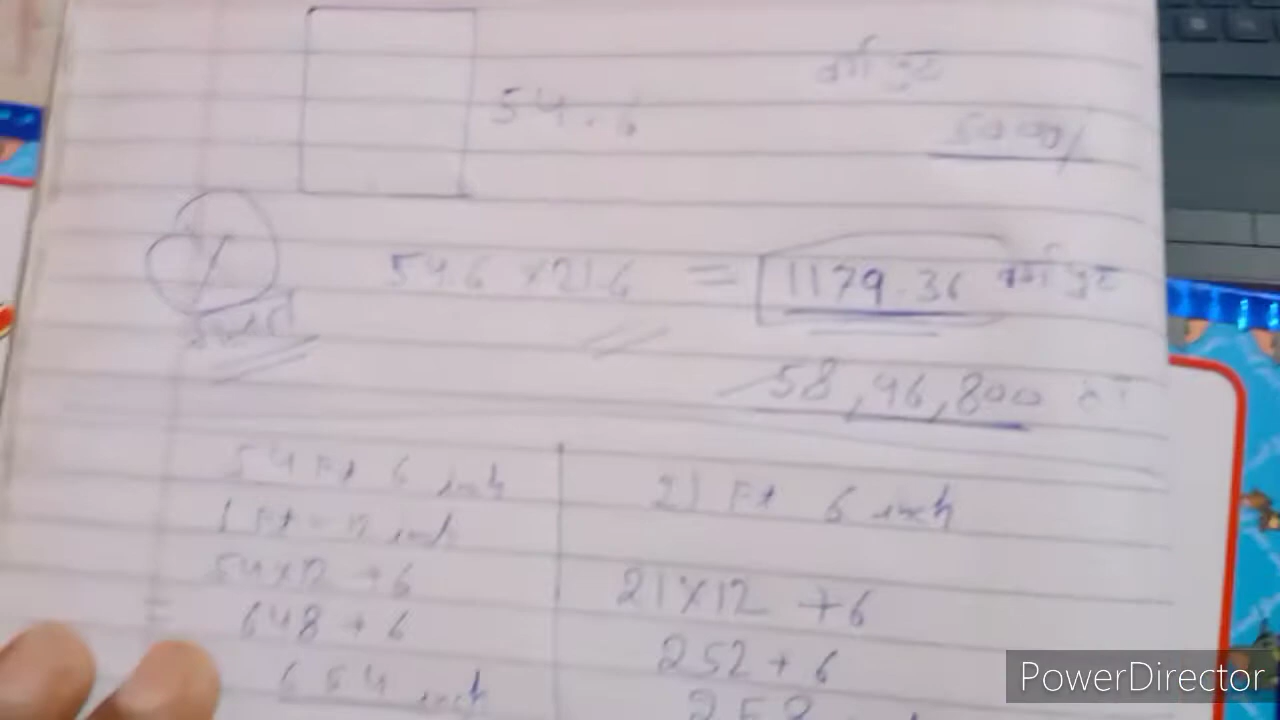 वर्ग फुट
54.6
5000/
54.6 × 21.6 = 1179.36 वर्ग फुट
58,96,800
54 Ft 6 inch
1 Ft = 12 inch
54×12 +6
= 648 + 6
654 inch
21 Ft 6 inch
21×12 +6
252 + 6
258
PowerDirector